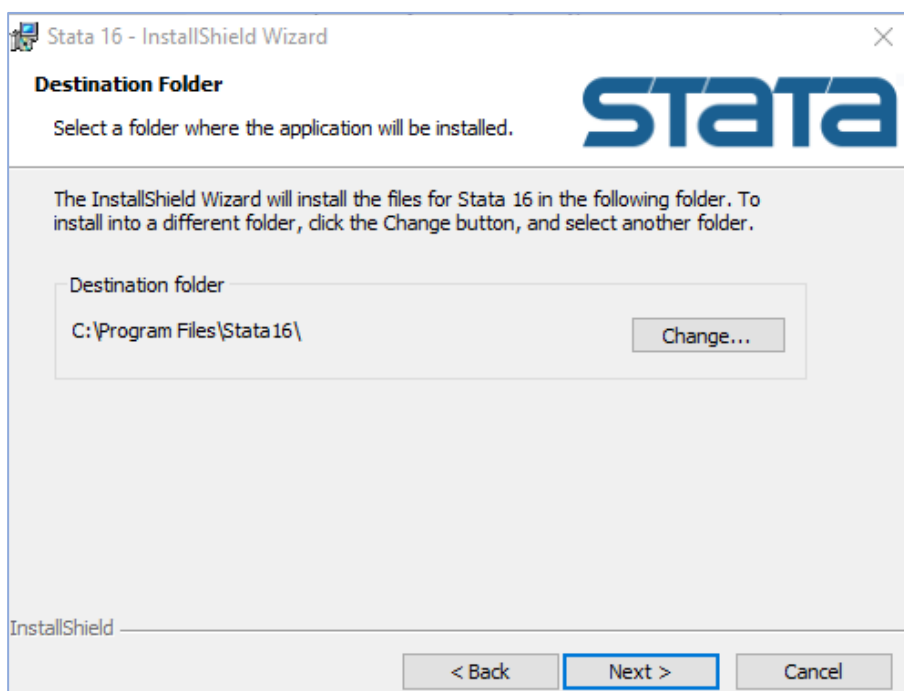 Stata 16 - InstallShield Wizard
Destination Folder
Select a folder where the application will be installed.
stata
The InstallShield Wizard will install the files for Stata 16 in the following folder. To
install into a different folder, click the Change button, and select another folder.
Destination folder
C:\Program Files\Stata16\
Change...
InstallShield
< Back
Next >
Cancel